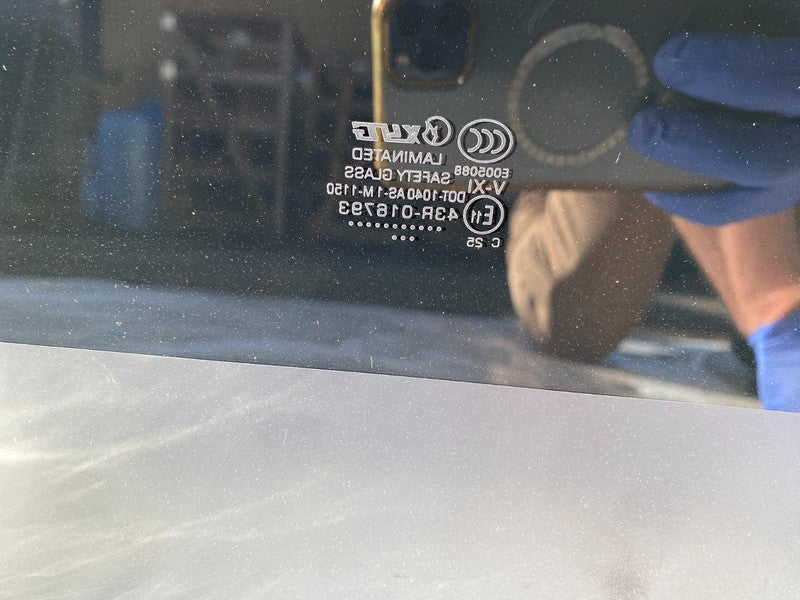 XYG
LAMINATED
SAFETY GLASS
E005088
V-XI
DOT-1040 AS-1 M-1150
E11 43R-016793
C 25